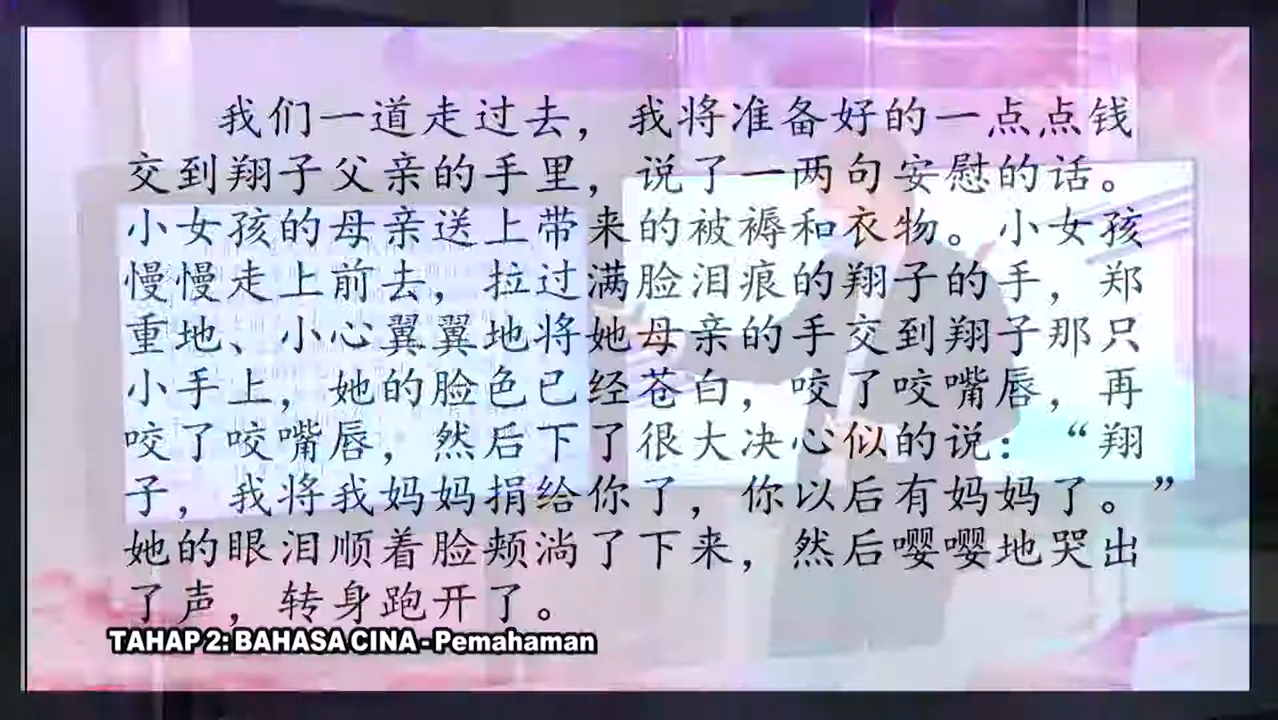 我们一道走过去，我将准备好的一点点钱
交到翔子父亲的手里，说了一两句安慰的话。
小女孩的母亲送上带来的被褥和衣物。小女孩
慢慢走上前去，拉过满脸泪痕的翔子的手，郑
重地、小心翼翼地将她母亲的手交到翔子那只
小手上，她的脸色已经苍白，咬了咬嘴唇，再
咬了咬嘴唇，然后下了很大决心似的说：“翔
子，我将我妈妈捐给你了，你以后有妈妈了。”
她的眼泪顺着脸颊淌了下来，然后嘤嘤地哭出
了声，转身跑开了。
TAHAP 2: BAHASA CINA - Pemahaman